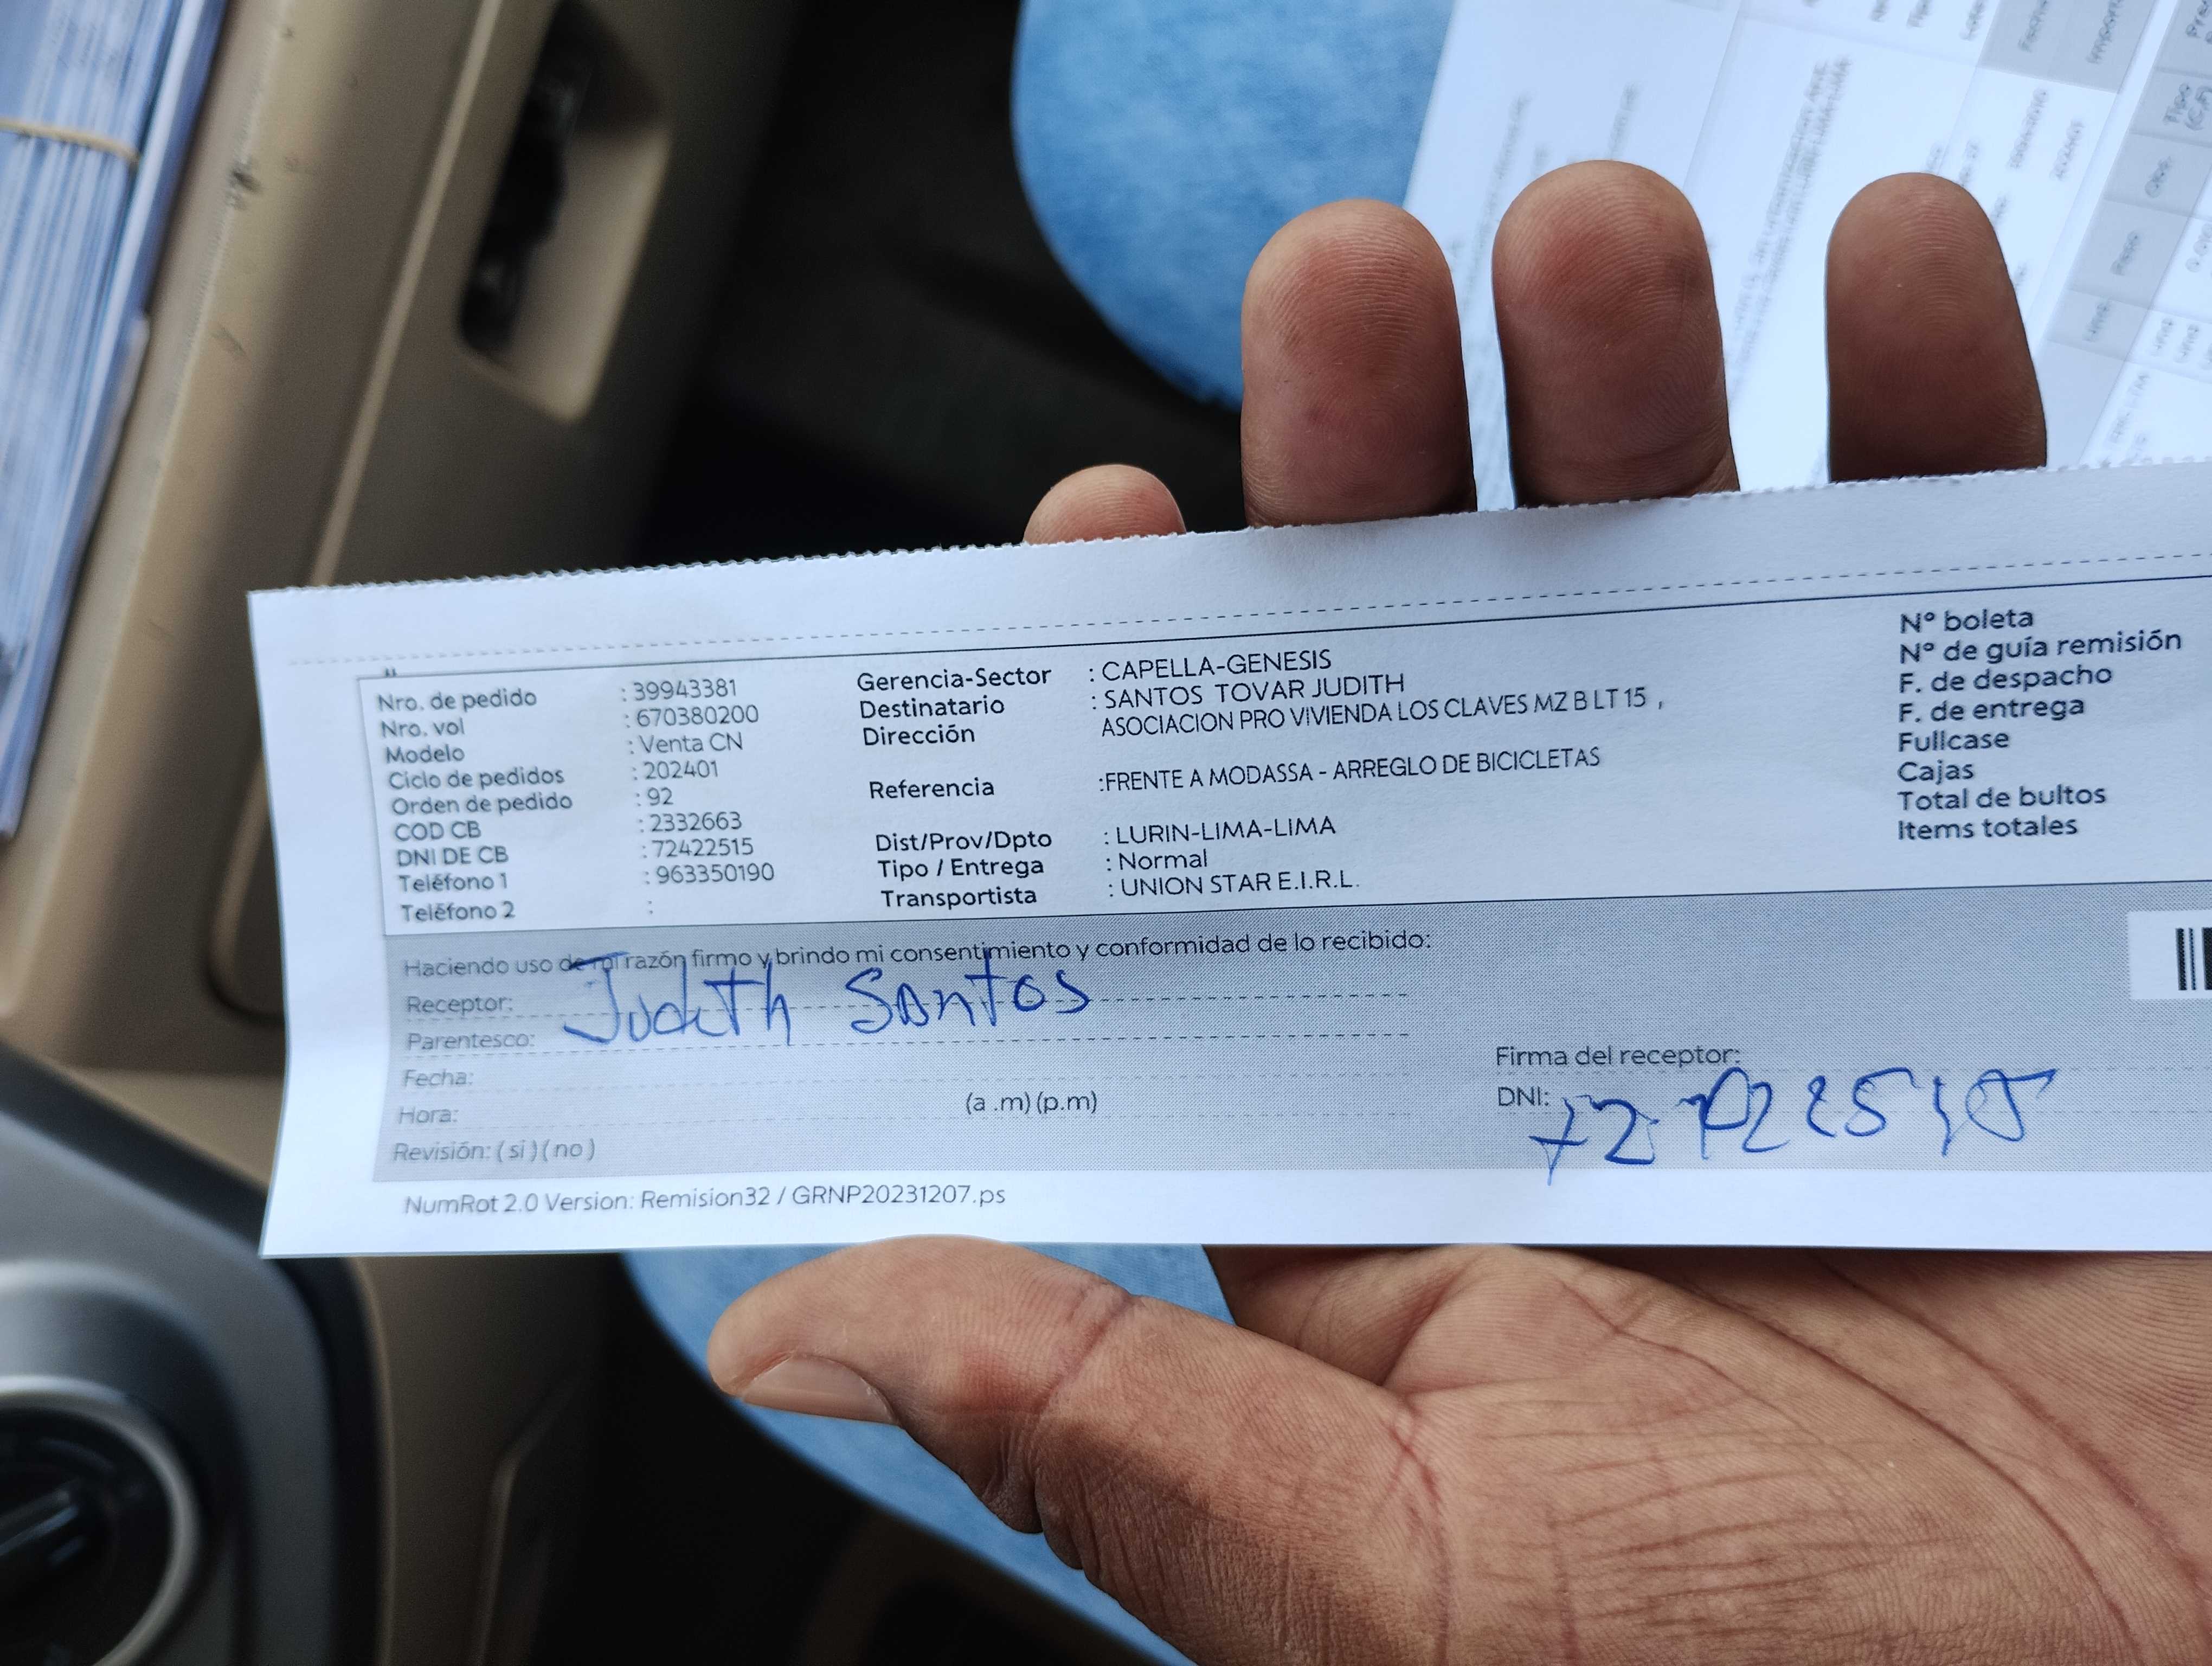 Nro. de pedido : 39943381
Nro. vol : 670380200
Modelo : Venta CN
Ciclo de pedidos : 202401
Orden de pedido : 92
COD CB : 2332663
DNI DE CB : 72422515
Teléfono 1 : 963350190
Teléfono 2 :
Gerencia-Sector : CAPELLA-GENESIS
Destinatario : SANTOS TOVAR JUDITH
Dirección ASOCIACION PRO VIVIENDA LOS CLAVES MZ B LT 15 ,
Referencia :FRENTE A MODASSA - ARREGLO DE BICICLETAS
Dist/Prov/Dpto : LURIN-LIMA-LIMA
Tipo / Entrega : Normal
Transportista : UNION STAR E.I.R.L.
N° boleta
N° de guía remisión
F. de despacho
F. de entrega
Fullcase
Cajas
Total de bultos
Items totales
Haciendo uso de mi razón firmo y brindo mi consentimiento y conformidad de lo recibido:
Receptor: Judith Santos
Parentesco:
Fecha:
Hora: (a .m) (p.m)
Revisión: ( si ) ( no )
Firma del receptor:
DNI:
NumRot 2.0 Version: Remision32 / GRNP20231207.ps